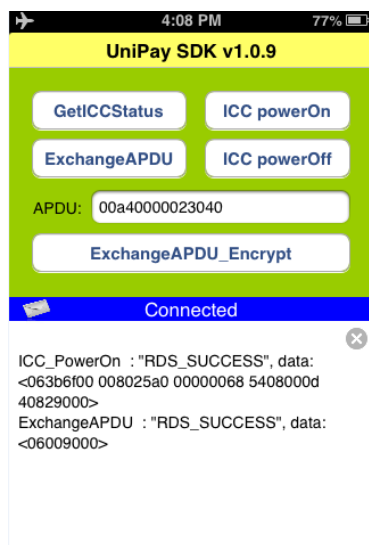 4:08 PM 77%
UniPay SDK v1.0.9
GetICCStatus ICC powerOn
ExchangeAPDU ICC powerOff
APDU: 00a40000023040
ExchangeAPDU_Encrypt
Connected
ICC_PowerOn : "RDS_SUCCESS", data:
<063b6f00 008025a0 00000068 5408000d
40829000>
ExchangeAPDU : "RDS_SUCCESS", data:
<06009000>